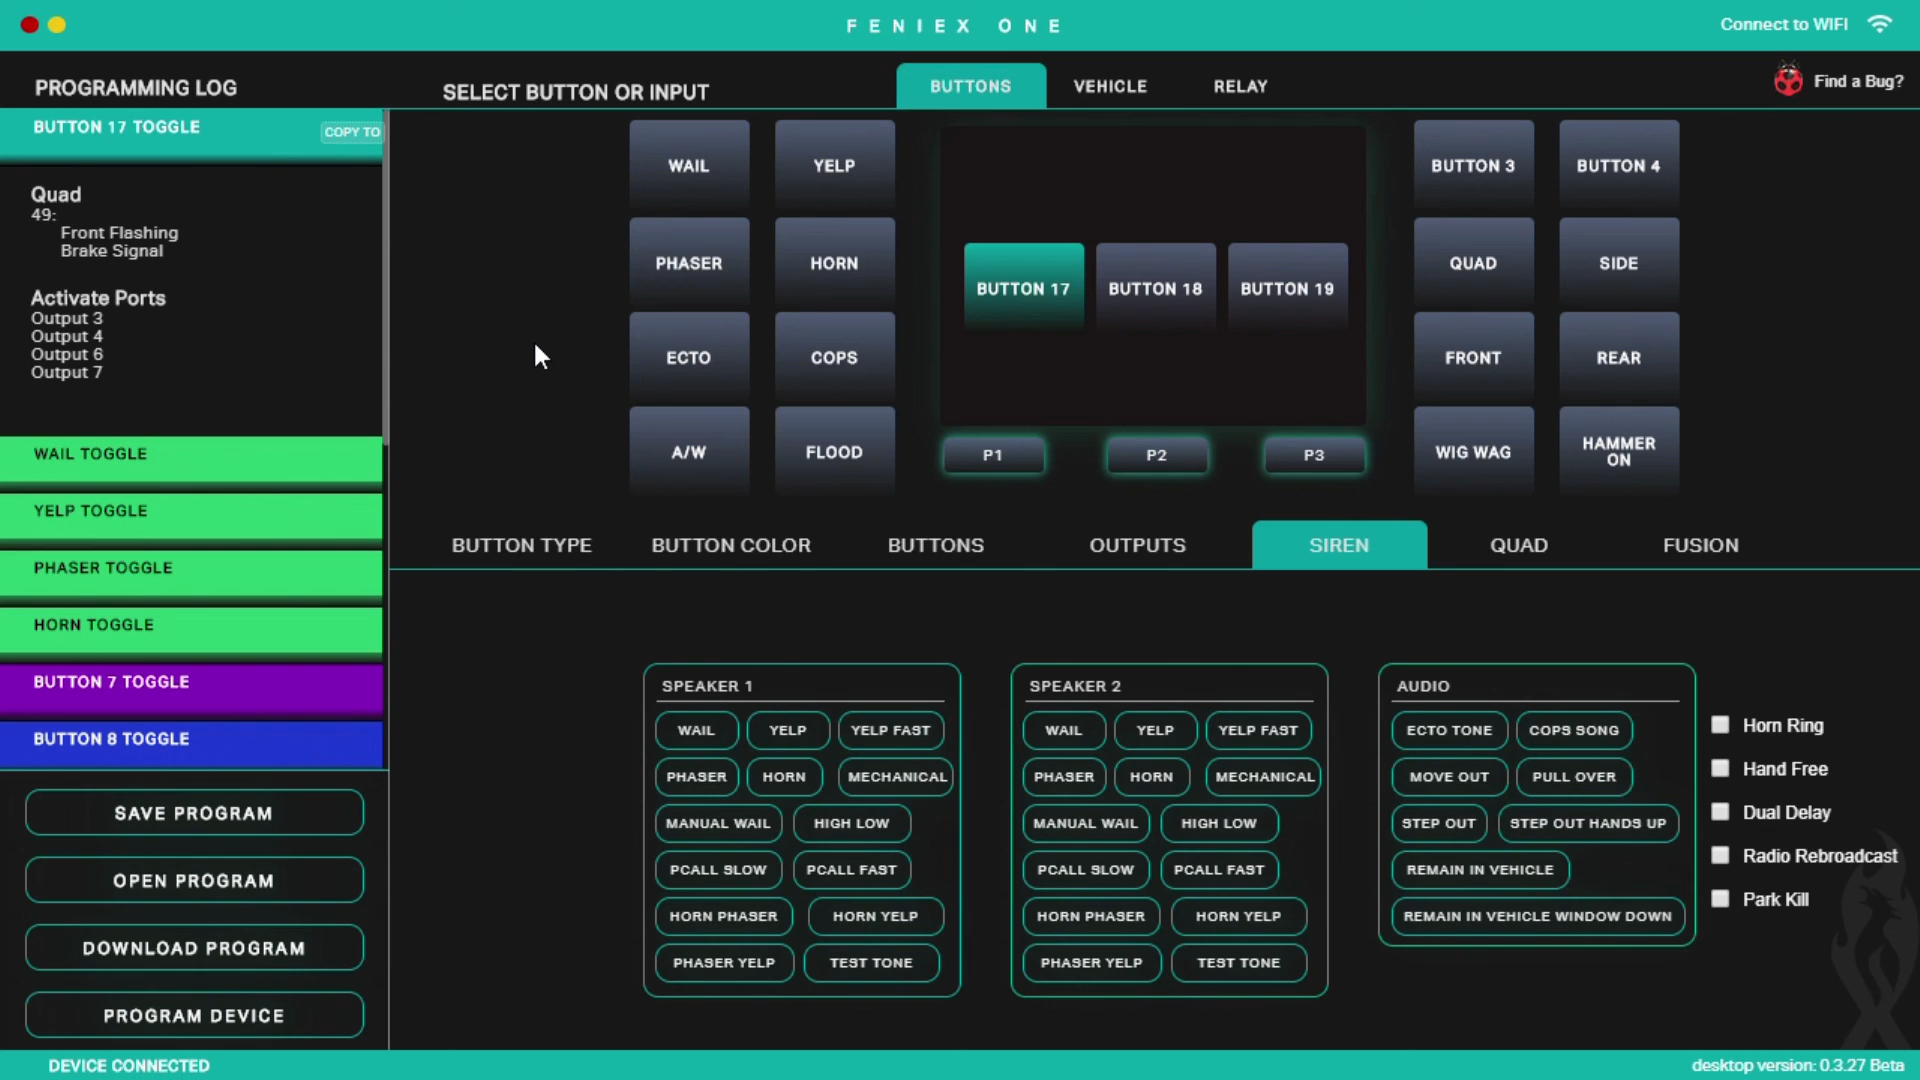 FENIEX ONE
Connect to WIFI
PROGRAMMING LOG
SELECT BUTTON OR INPUT
BUTTONS
VEHICLE
RELAY
Find a Bug?
BUTTON 17 TOGGLE
COPY TO
Quad
49:
Front Flashing
Brake Signal
Activate Ports
Output 3
Output 4
Output 6
Output 7
WAIL TOGGLE
YELP TOGGLE
PHASER TOGGLE
HORN TOGGLE
BUTTON 7 TOGGLE
BUTTON 8 TOGGLE
SAVE PROGRAM
OPEN PROGRAM
DOWNLOAD PROGRAM
PROGRAM DEVICE
WAIL
YELP
PHASER
HORN
ECTO
COPS
A/W
FLOOD
BUTTON 17
BUTTON 18
BUTTON 19
P1
P2
P3
BUTTON 3
BUTTON 4
QUAD
SIDE
FRONT
REAR
WIG WAG
HAMMER
ON
BUTTON TYPE
BUTTON COLOR
BUTTONS
OUTPUTS
SIREN
QUAD
FUSION
SPEAKER 1
WAIL
YELP
YELP FAST
PHASER
HORN
MECHANICAL
MANUAL WAIL
HIGH LOW
PCALL SLOW
PCALL FAST
HORN PHASER
HORN YELP
PHASER YELP
TEST TONE
SPEAKER 2
WAIL
YELP
YELP FAST
PHASER
HORN
MECHANICAL
MANUAL WAIL
HIGH LOW
PCALL SLOW
PCALL FAST
HORN PHASER
HORN YELP
PHASER YELP
TEST TONE
AUDIO
ECTO TONE
COPS SONG
MOVE OUT
PULL OVER
STEP OUT
STEP OUT HANDS UP
REMAIN IN VEHICLE
REMAIN IN VEHICLE WINDOW DOWN
Horn Ring
Hand Free
Dual Delay
Radio Rebroadcast
Park Kill
DEVICE CONNECTED
desktop version: 0.3.27 Beta